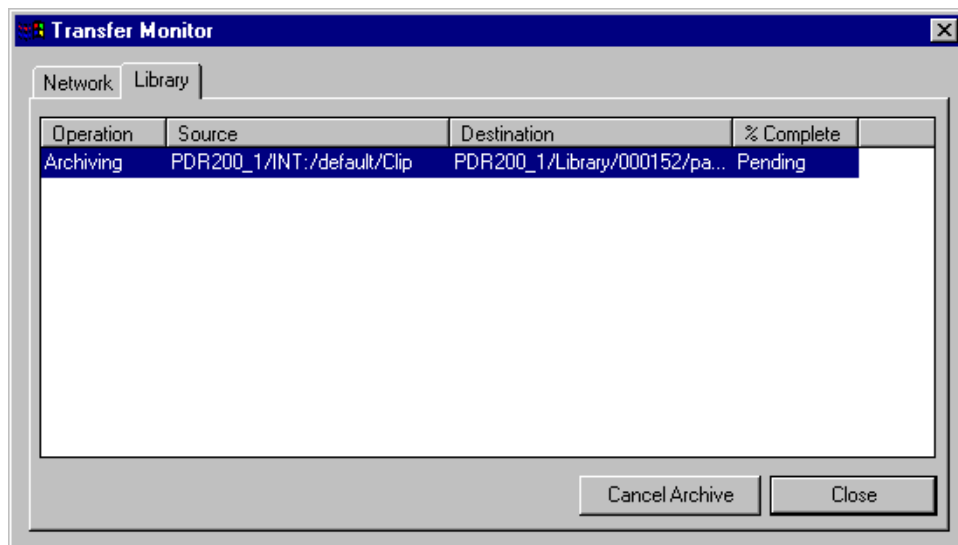 Transfer Monitor
Network Library
Operation Source Destination % Complete
Archiving PDR200_1/INT:/default/Clip PDR200_1/Library/000152/pa... Pending
Cancel Archive Close